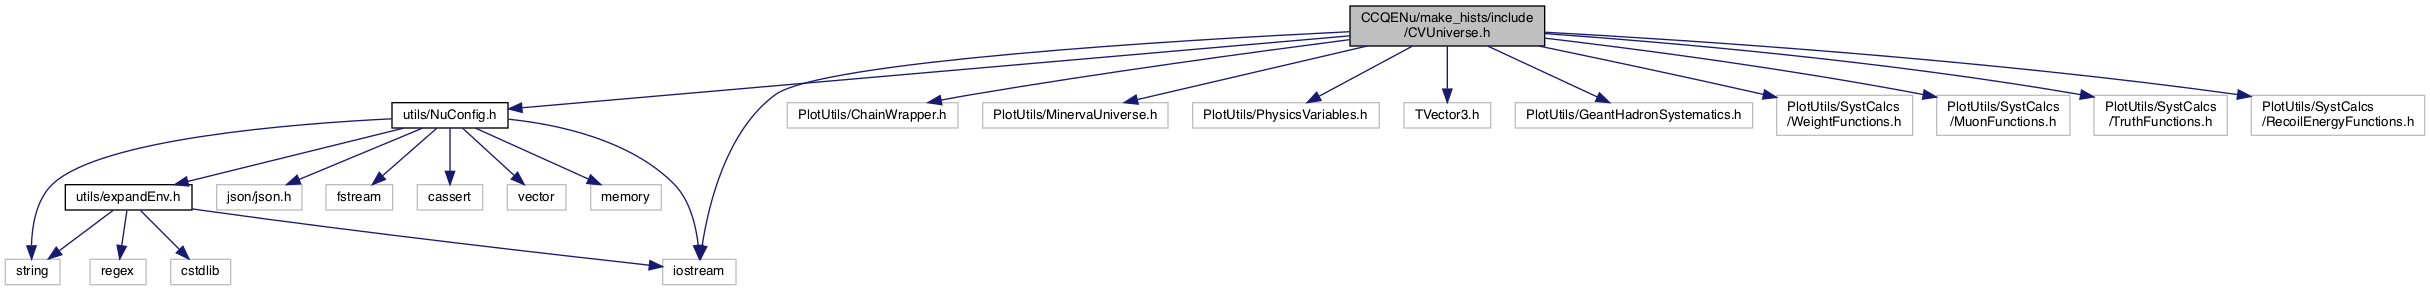 CCQENu/make_hists/include
/CVUniverse.h
utils/NuConfig.h
PlotUtils/ChainWrapper.h
PlotUtils/MinervaUniverse.h
PlotUtils/PhysicsVariables.h
TVector3.h
PlotUtils/GeantHadronSystematics.h
PlotUtils/SystCalcs
/WeightFunctions.h
PlotUtils/SystCalcs
/MuonFunctions.h
PlotUtils/SystCalcs
/TruthFunctions.h
PlotUtils/SystCalcs
/RecoilEnergyFunctions.h
utils/expandEnv.h
json/json.h
fstream
cassert
vector
memory
string
regex
cstdlib
iostream